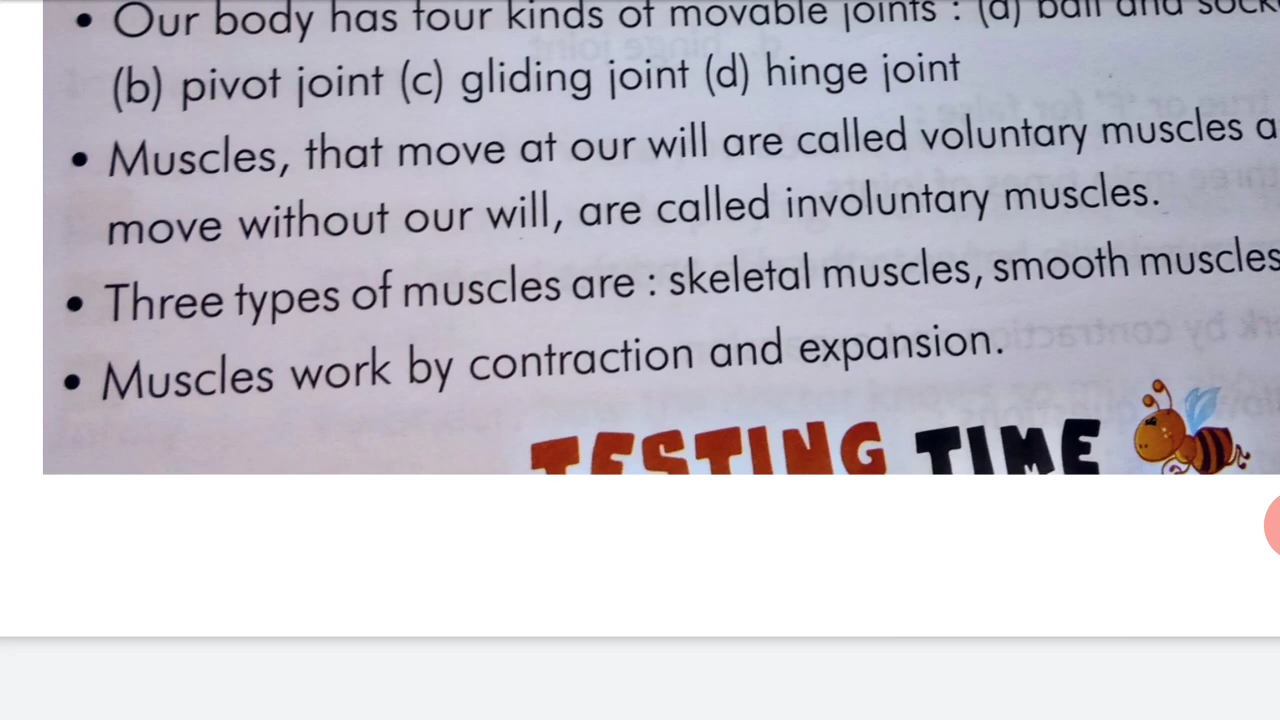 • Our body has four kinds of movable joints : (a) ball and
(b) pivot joint (c) gliding joint (d) hinge joint
• Muscles, that move at our will are called voluntary muscles
move without our will, are called involuntary muscles.
• Three types of muscles are : skeletal muscles, smooth muscles
• Muscles work by contraction and expansion.
TESTING TIME